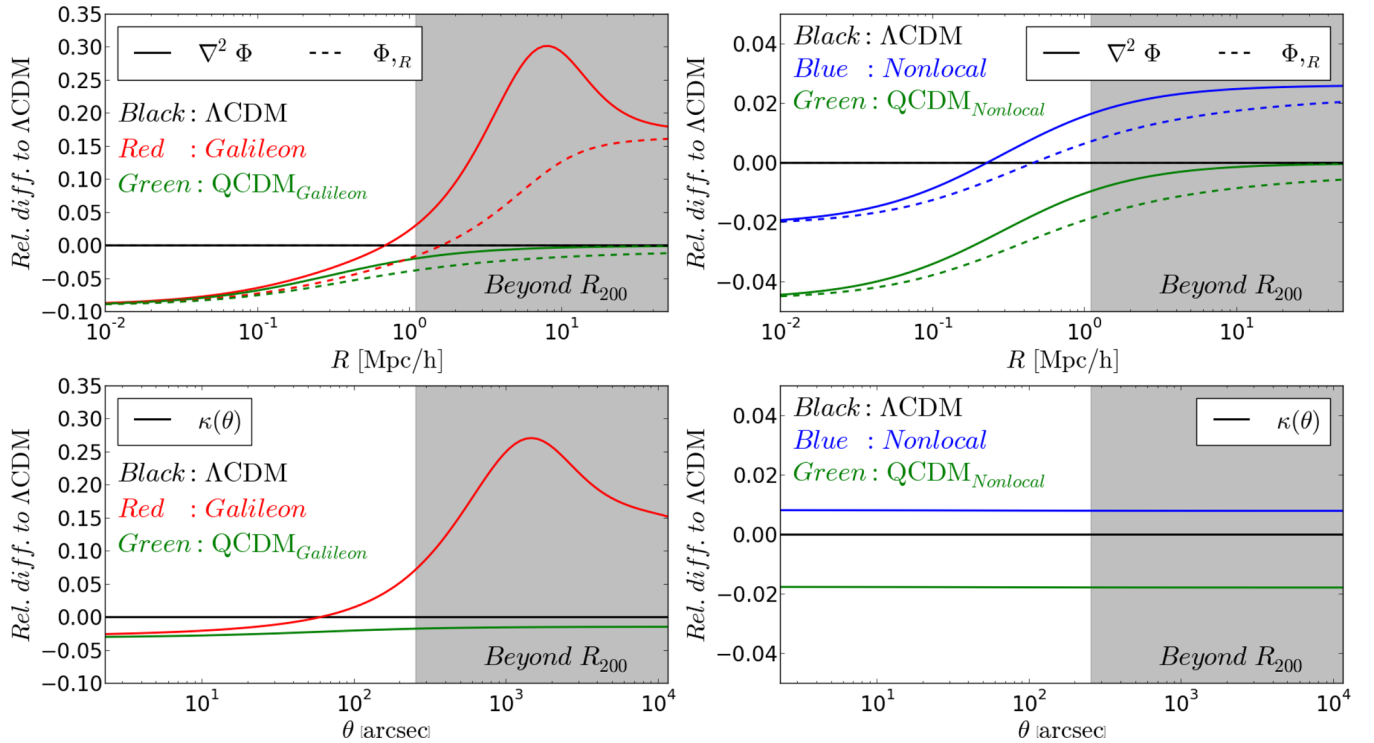 0.35
0.30
0.25
0.20
0.15
0.10
0.05
0.00
−0.05
−0.10
Rel. diff. to ΛCDM
∇² Φ Φ,R
Black : ΛCDM
Red : Galileon
Green : QCDM_Galileon
Beyond R_200
10^-2 10^-1 10^0 10^1
R [Mpc/h]
0.04
0.02
0.00
−0.02
−0.04
Rel. diff. to ΛCDM
Black : ΛCDM
Blue : Nonlocal
Green : QCDM_Nonlocal
∇² Φ Φ,R
Beyond R_200
10^-2 10^-1 10^0 10^1
R [Mpc/h]
0.35
0.30
0.25
0.20
0.15
0.10
0.05
0.00
−0.05
−0.10
Rel. diff. to ΛCDM
κ(θ)
Black : ΛCDM
Red : Galileon
Green : QCDM_Galileon
Beyond R_200
10^1 10^2 10^3 10^4
θ [arcsec]
0.04
0.02
0.00
−0.02
−0.04
Rel. diff. to ΛCDM
Black : ΛCDM
Blue : Nonlocal
Green : QCDM_Nonlocal
κ(θ)
Beyond R_200
10^1 10^2 10^3 10^4
θ [arcsec]